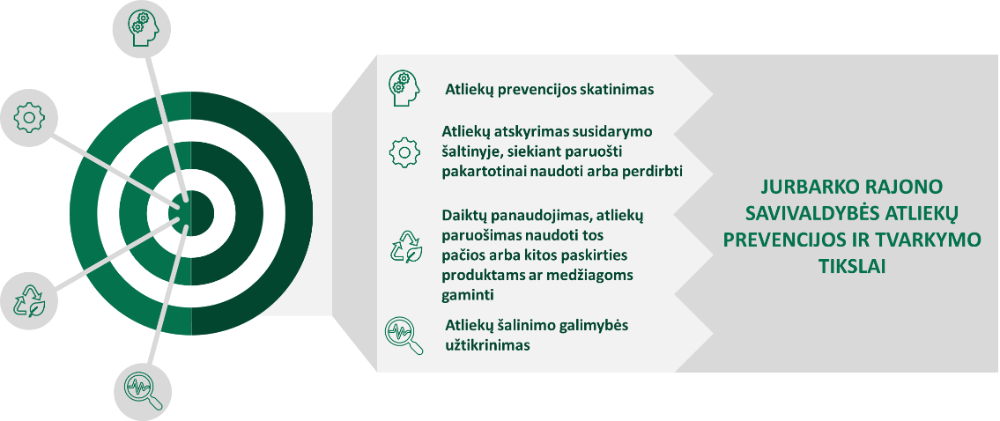 Atliekų prevencijos skatinimas
Atliekų atskyrimas susidarymo
šaltinyje, siekiant paruošti
pakartotinai naudoti arba perdirbti
Daiktų panaudojimas, atliekų
paruošimas naudoti tos
pačios arba kitos paskirties
produktams ar medžiagoms
gaminti
Atliekų šalinimo galimybės
užtikrinimas
JURBARKO RAJONO
SAVIVALDYBĖS ATLIEKŲ
PREVENCIJOS IR TVARKYMO
TIKSLAI